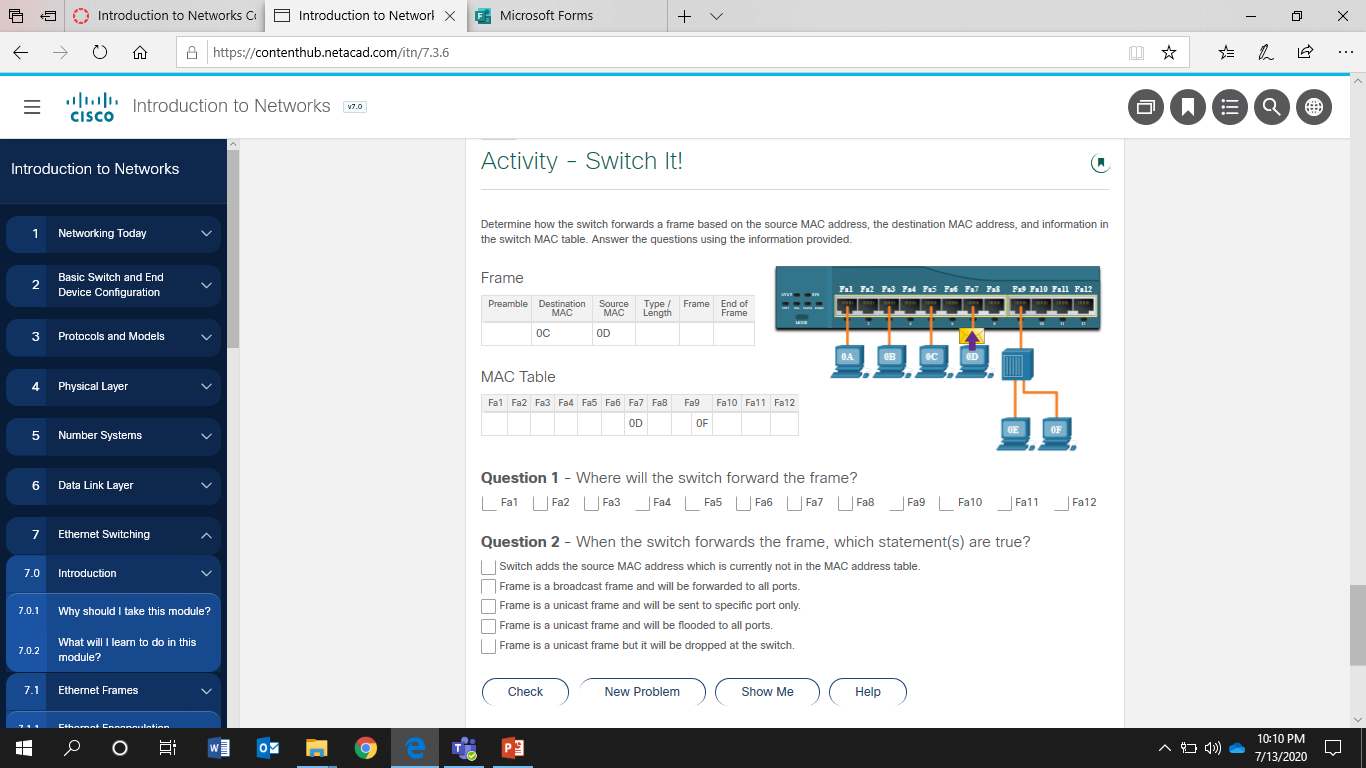 Introduction to Networks Co
Introduction to Network
Microsoft Forms
https://contenthub.netacad.com/itn/7.3.6
CISCO
Introduction to Networks
v7.0
Introduction to Networks
1 Networking Today
2 Basic Switch and End
Device Configuration
3 Protocols and Models
4 Physical Layer
5 Number Systems
6 Data Link Layer
7 Ethernet Switching
7.0 Introduction
7.0.1 Why should I take this module?
7.0.2 What will I learn to do in this
module?
7.1 Ethernet Frames
7.1.1 Ethernet Encapsulation
Activity - Switch It!
Determine how the switch forwards a frame based on the source MAC address, the destination MAC address, and information in
the switch MAC table. Answer the questions using the information provided.
Frame
Preamble Destination MAC Source MAC Type / Length Frame End of Frame
0C 0D
MAC Table
Fa1 Fa2 Fa3 Fa4 Fa5 Fa6 Fa7 Fa8 Fa9 Fa10 Fa11 Fa12
0D 0F
Fa1 Fa2 Fa3 Fa4 Fa5 Fa6 Fa7 Fa8 Fa9 Fa10 Fa11 Fa12
MODE
0A 0B 0C 0D
0E 0F
Question 1 - Where will the switch forward the frame?
Fa1 Fa2 Fa3 Fa4 Fa5 Fa6 Fa7 Fa8 Fa9 Fa10 Fa11 Fa12
Question 2 - When the switch forwards the frame, which statement(s) are true?
Switch adds the source MAC address which is currently not in the MAC address table.
Frame is a broadcast frame and will be forwarded to all ports.
Frame is a unicast frame and will be sent to specific port only.
Frame is a unicast frame and will be flooded to all ports.
Frame is a unicast frame but it will be dropped at the switch.
Check New Problem Show Me Help
10:10 PM
7/13/2020